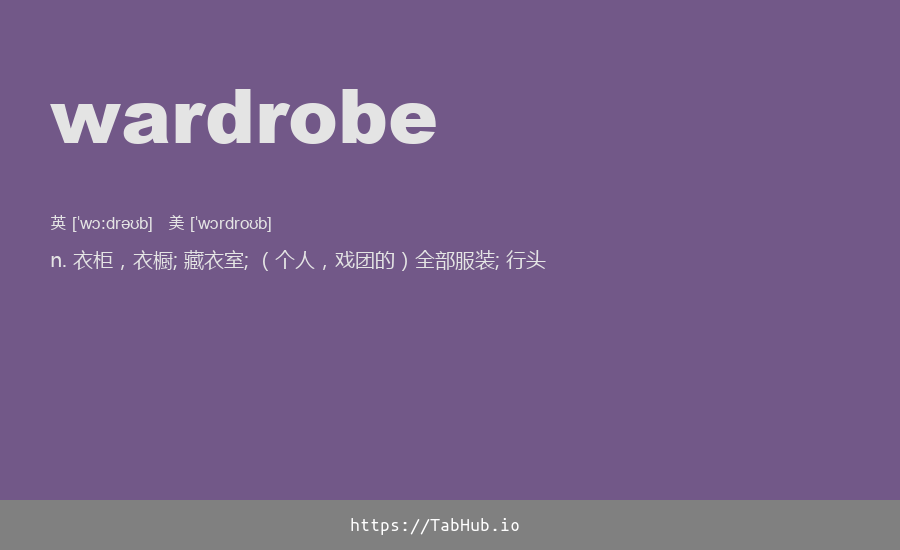 wardrobe
英 [ˈwɔːdrəʊb] 美 [ˈwɔrdroʊb]
n. 衣柜，衣橱; 藏衣室; （个人，戏团的）全部服装; 行头
https://TabHub.io